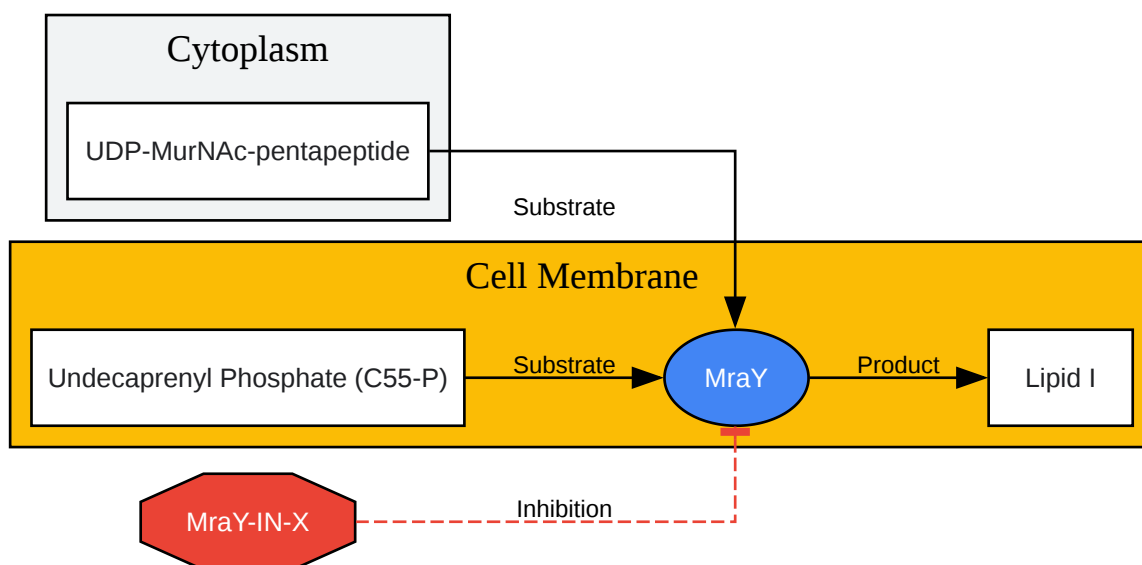 Cytoplasm
UDP-MurNAc-pentapeptide
Substrate
Cell Membrane
Undecaprenyl Phosphate (C55-P)
Substrate
MraY
Product
Lipid I
MraY-IN-X
Inhibition